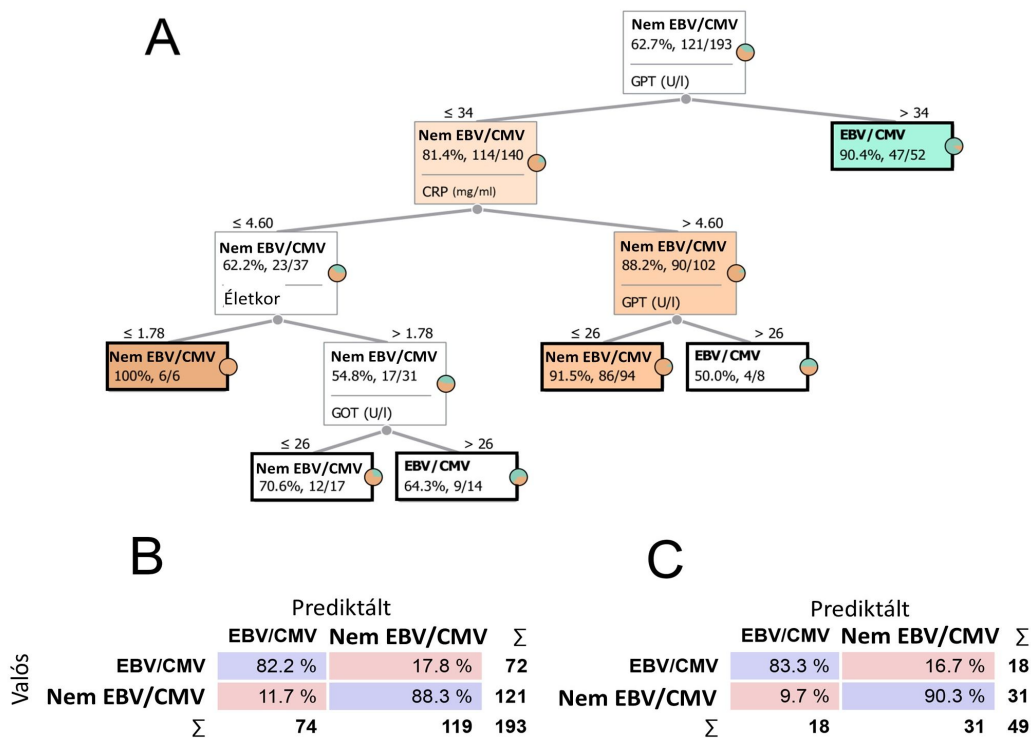 A
Nem EBV/CMV
62.7%, 121/193
GPT (U/l)
≤ 34
> 34
Nem EBV/CMV
81.4%, 114/140
CRP (mg/ml)
EBV/CMV
90.4%, 47/52
≤ 4.60
> 4.60
Nem EBV/CMV
62.2%, 23/37
Életkor
Nem EBV/CMV
88.2%, 90/102
GPT (U/l)
≤ 1.78
> 1.78
≤ 26
> 26
Nem EBV/CMV
100%, 6/6
Nem EBV/CMV
54.8%, 17/31
GOT (U/l)
Nem EBV/CMV
91.5%, 86/94
EBV/CMV
50.0%, 4/8
≤ 26
> 26
Nem EBV/CMV
70.6%, 12/17
EBV/CMV
64.3%, 9/14
B
Prediktált
EBV/CMV Nem EBV/CMV Σ
Valós
EBV/CMV 82.2 % 17.8 % 72
Nem EBV/CMV 11.7 % 88.3 % 121
Σ 74 119 193
C
Prediktált
EBV/CMV Nem EBV/CMV Σ
EBV/CMV 83.3 % 16.7 % 18
Nem EBV/CMV 9.7 % 90.3 % 31
Σ 18 31 49